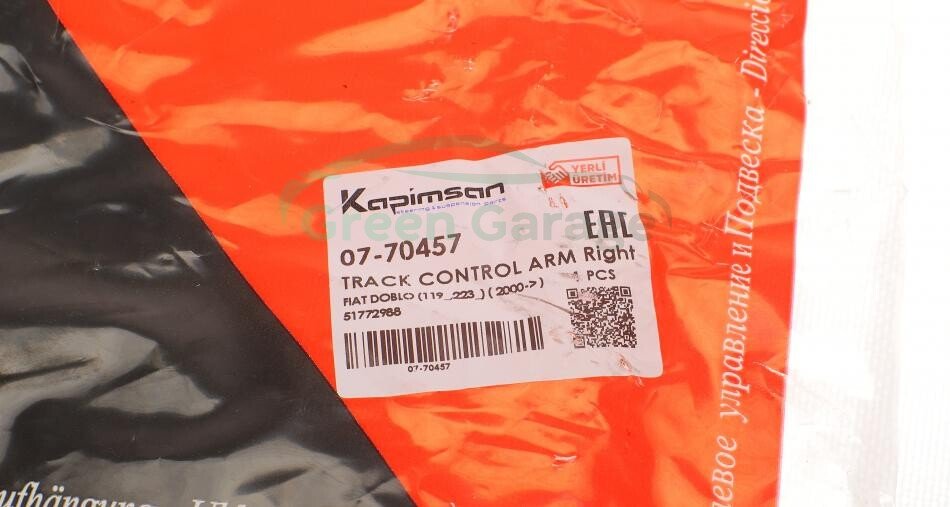 Kapimsan
steering & suspension parts
YERLİ
ÜRETİM
Green Garage
EAC
07-70457
TRACK CONTROL ARM Right
FIAT DOBLO (119_,223_) ( 2000-> )
1 PCS
51772988
07-70457
управление и Подвеска -